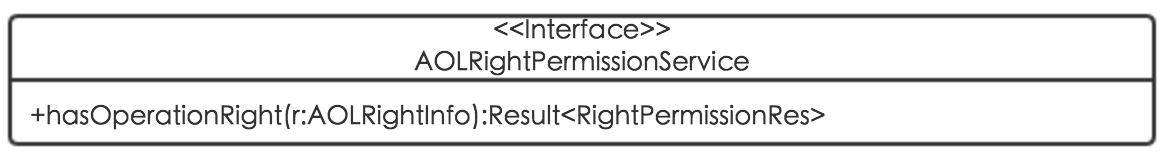 <<Interface>>
AOLRightPermissionService
+hasOperationRight(r:AOLRightInfo):Result<RightPermissionRes>